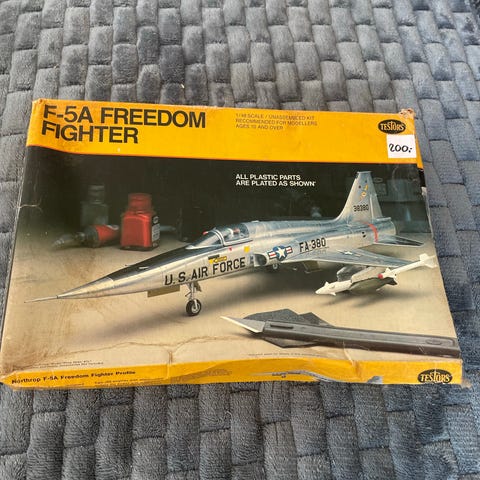 F-5A FREEDOM
FIGHTER
1/48 SCALE / UNASSEMBLED KIT
RECOMMENDED FOR MODELLERS
AGES 10 AND OVER
TESTORS
200,-
ALL PLASTIC PARTS
ARE PLATED AS SHOWN*
38380
U.S. AIR FORCE
FA-380
Northrop F-5A Freedom Fighter Profile
TESTORS